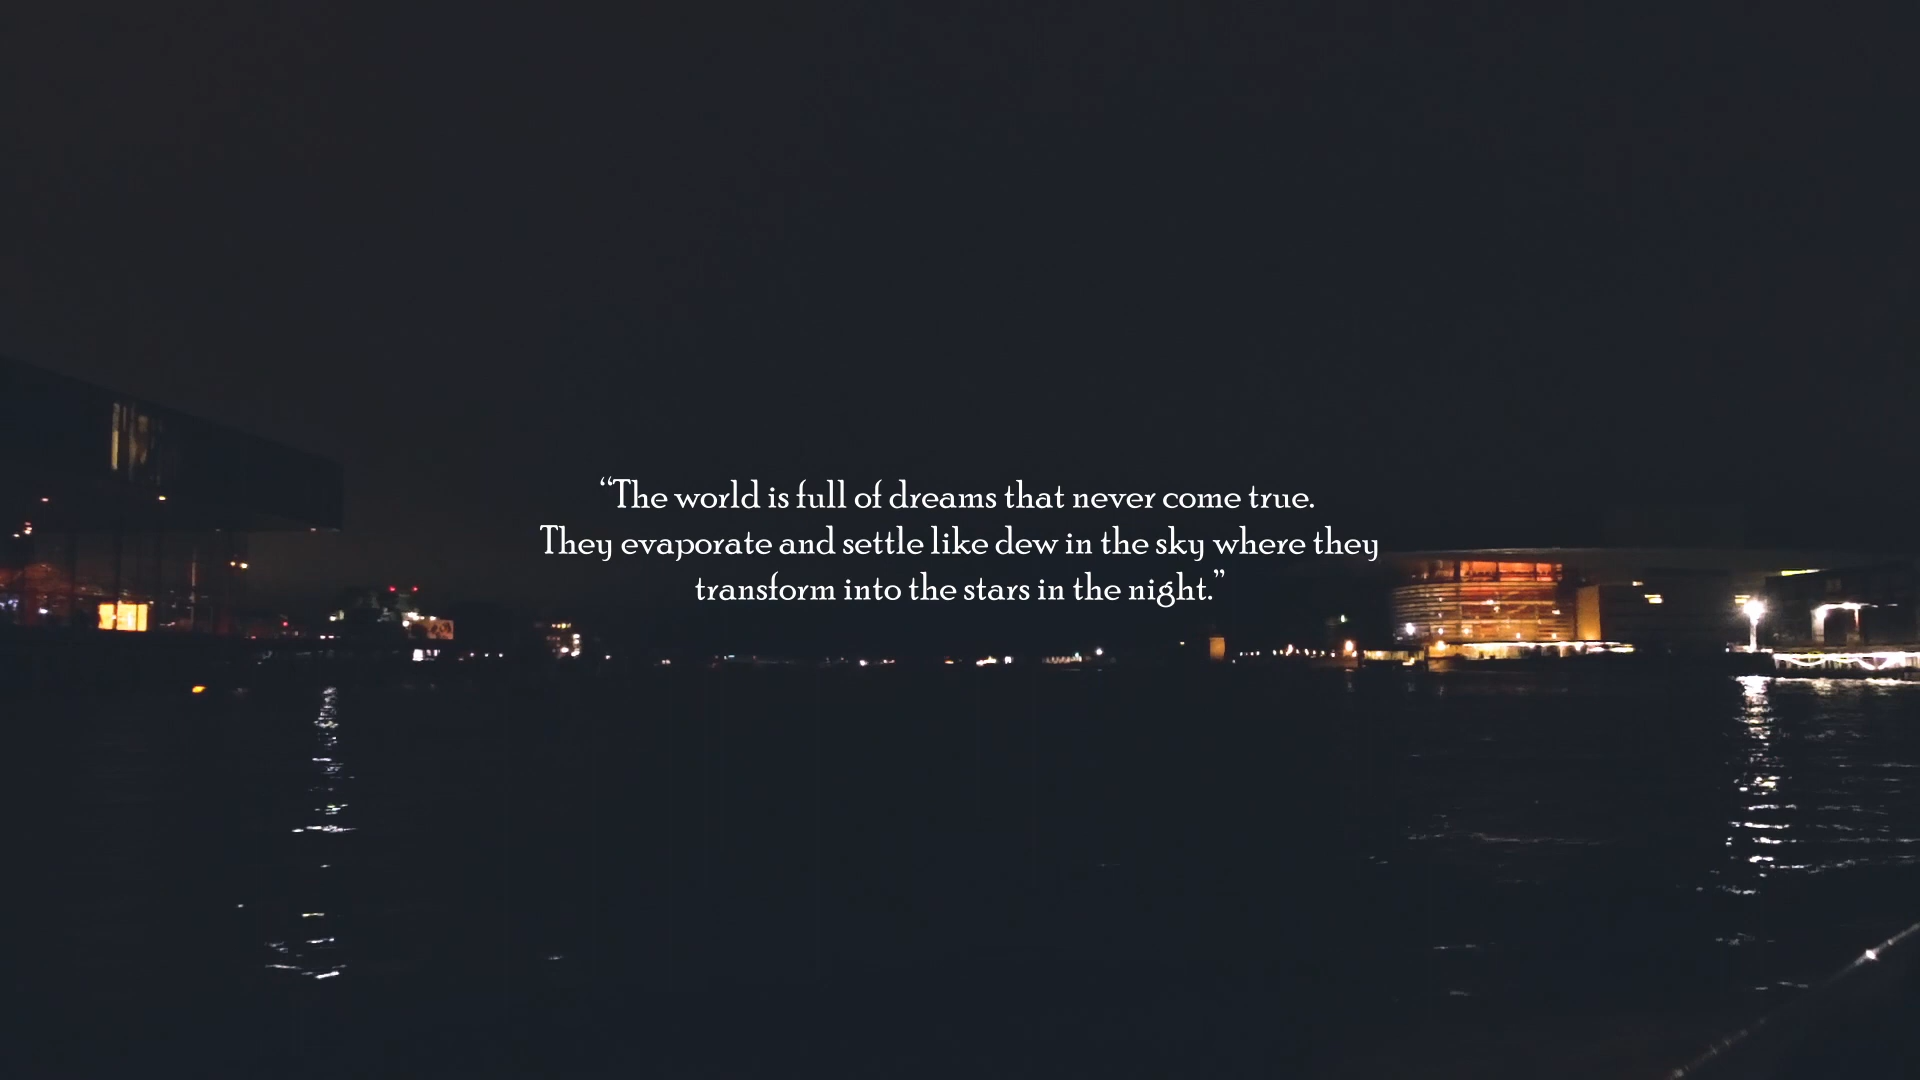 “The world is full of dreams that never come true.
They evaporate and settle like dew in the sky where they
transform into the stars in the night.”